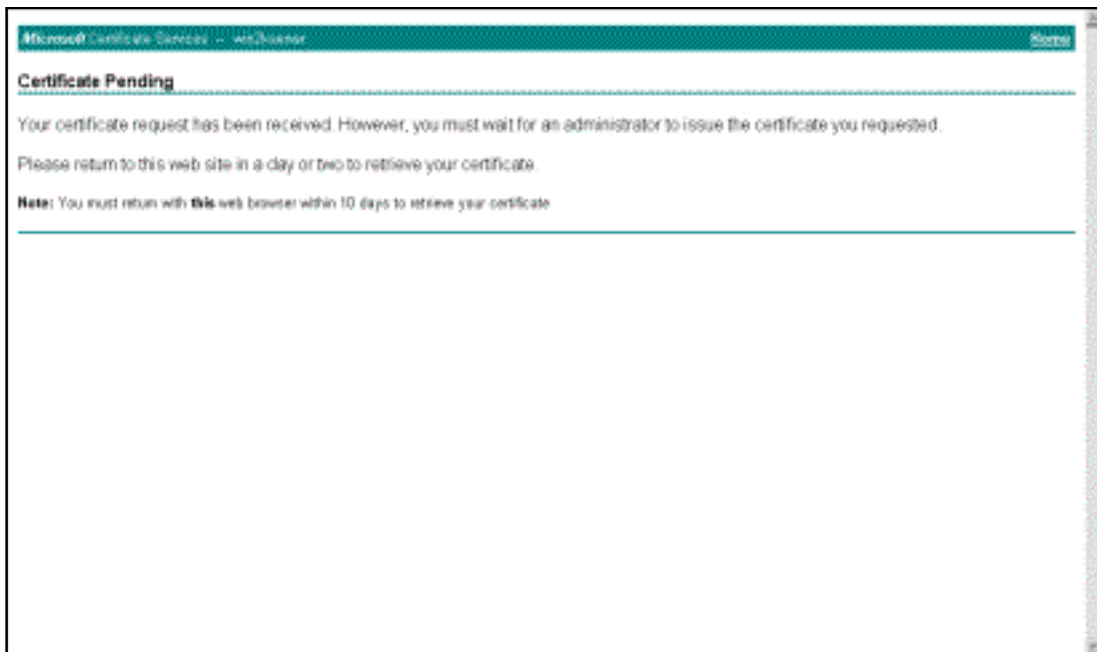 Microsoft Certificate Services -- Home
Certificate Pending
Your certificate request has been received. However, you must wait for an administrator to issue the certificate you requested.
Please return to this web site in a day or two to retrieve your certificate.
Note: You must return with this web browser within 10 days to retrieve your certificate